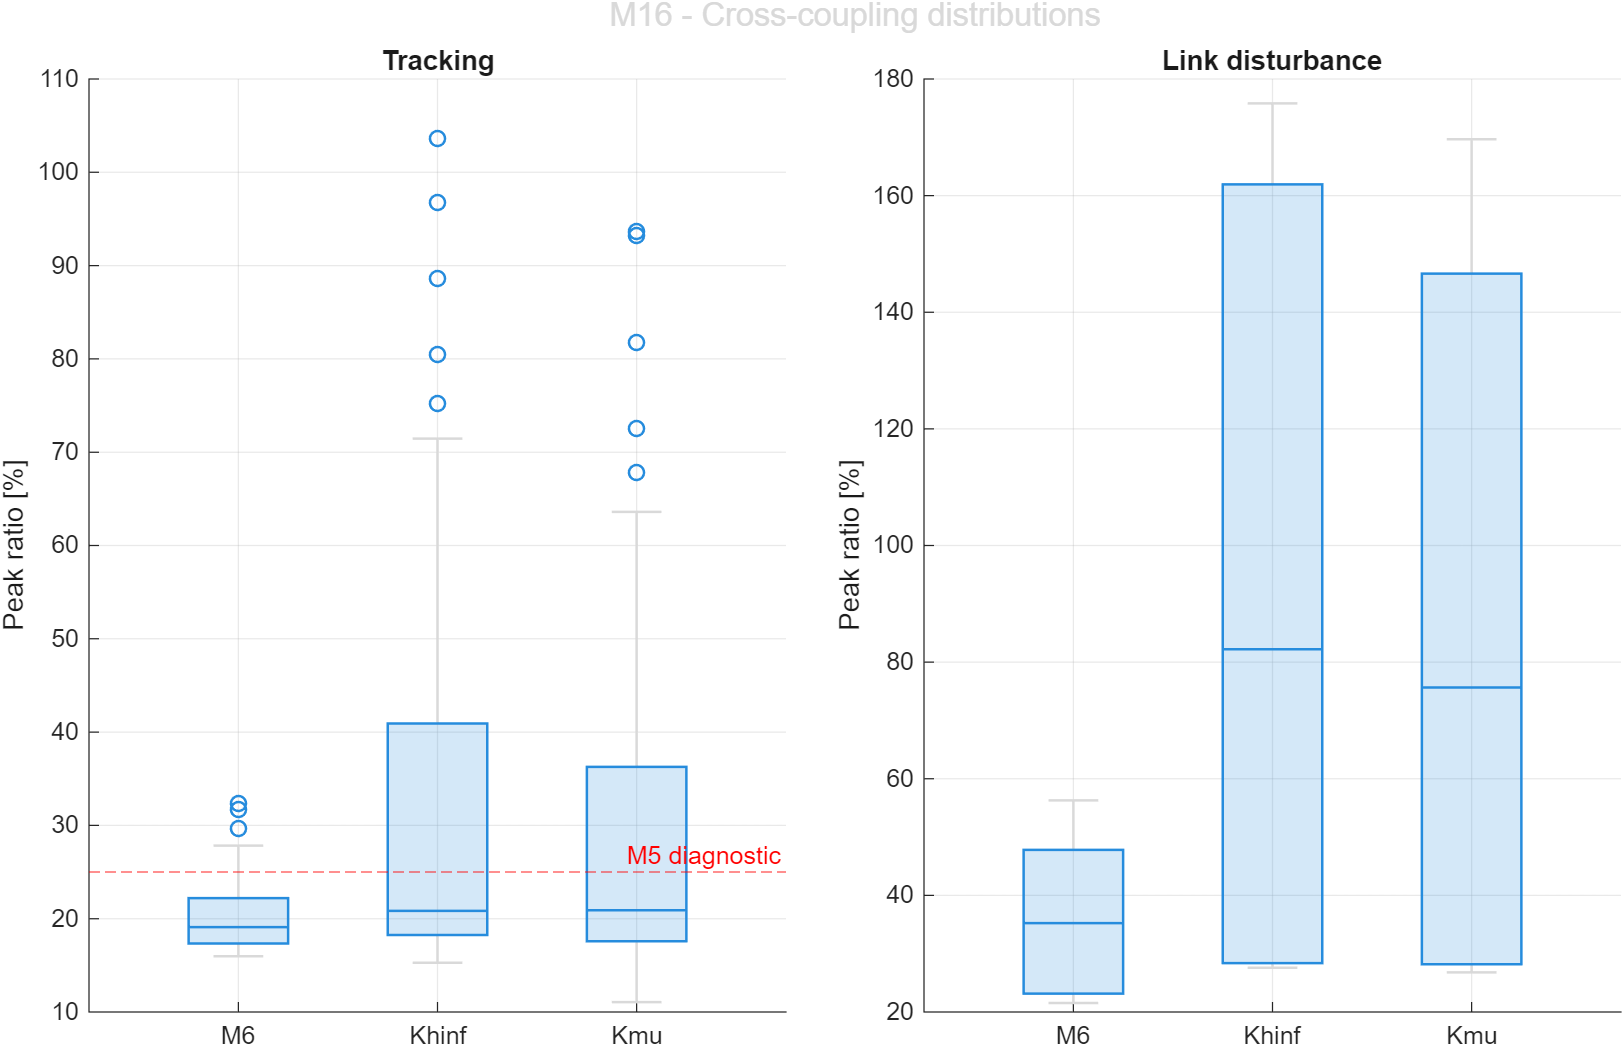 M16 - Cross-coupling distributions
Tracking
110
100
90
80
70
60
50
40
30
20
10
Peak ratio [%]
M5 diagnostic
M6 Khinf Kmu
Link disturbance
180
160
140
120
100
80
60
40
20
Peak ratio [%]
M6 Khinf Kmu